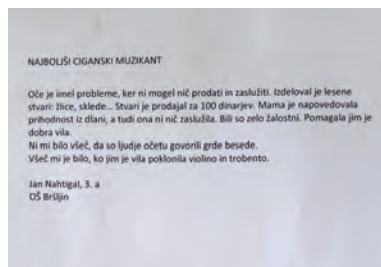 NAJBOLJŠI CIGANSKI MUZIKANT
Oče je imel probleme, ker ni mogel nič prodati in zaslužiti. Izdeloval je lesene
stvari: žlice, sklede... Stvari je prodajal za 100 dinarjev. Mama je napovedovala
prihodnost iz dlani, a tudi ona ni nič zaslužila. Bili so zelo žalostni. Pomagala jim je
dobra vila.
Ni mi bilo všeč, da so ljudje očetu govorili grde besede.
Všeč mi je bilo, ko jim je vila poklonila violino in trobento.
Jan Nahtigal, 3. a
OŠ Bršljin